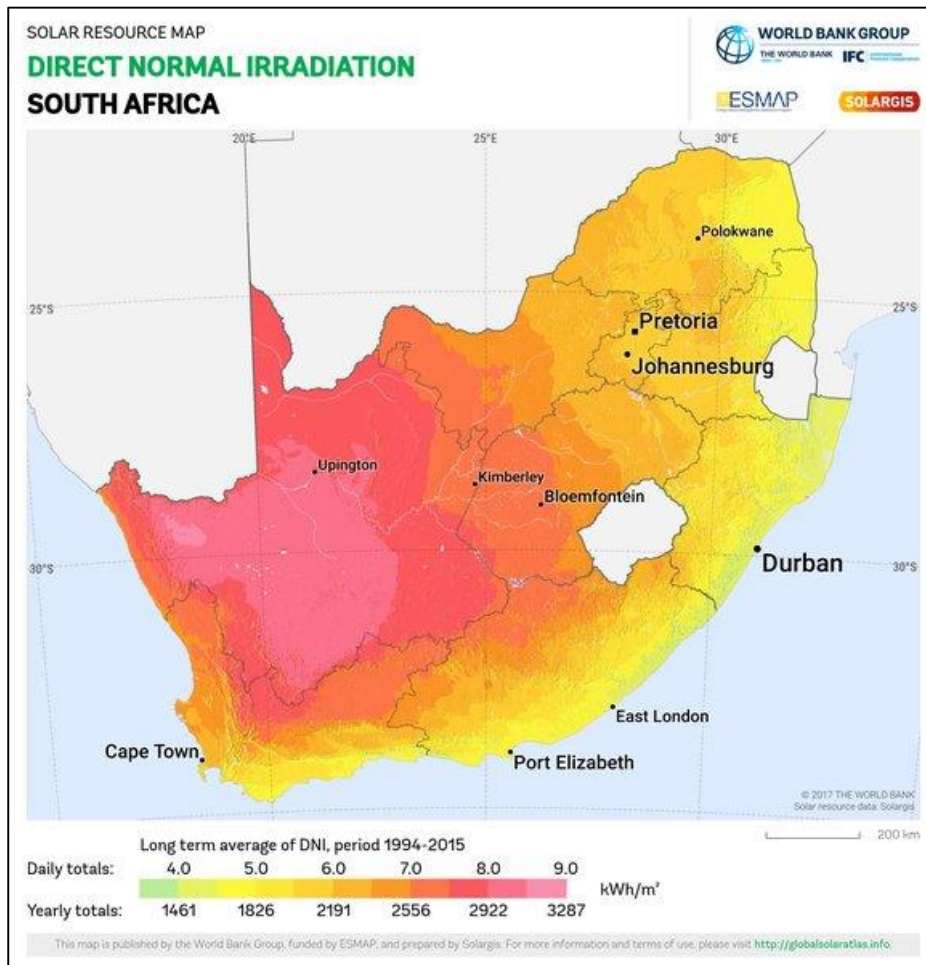 SOLAR RESOURCE MAP
DIRECT NORMAL IRRADIATION
SOUTH AFRICA
WORLD BANK GROUP
THE WORLD BANK IFC
ESMAP
SOLARGIS
20°E 25°E 30°E
Polokwane
25°S 25°S
Pretoria
Johannesburg
Upington
Kimberley
Bloemfontein
Durban
30°S 30°S
East London
Cape Town
Port Elizabeth
© 2017 THE WORLD BANK
Solar resource data: Solargis
200 km
Long term average of DNI, period 1994-2015
Daily totals: 4.0 5.0 6.0 7.0 8.0 9.0
kWh/m²
Yearly totals: 1461 1826 2191 2556 2922 3287
This map is published by the World Bank Group, funded by ESMAP, and prepared by Solargis. For more information and terms of use, please visit http://globalsolaratlas.info.